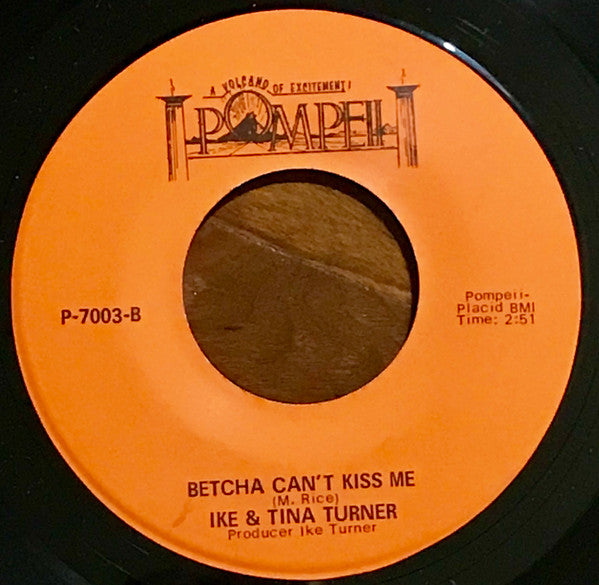 A VOLCANO OF EXCITEMENT!
POMPEII
P-7003-B
Pompeii-
Placid BMI
Time: 2:51
BETCHA CAN'T KISS ME
(M. Rice)
IKE & TINA TURNER
Producer Ike Turner